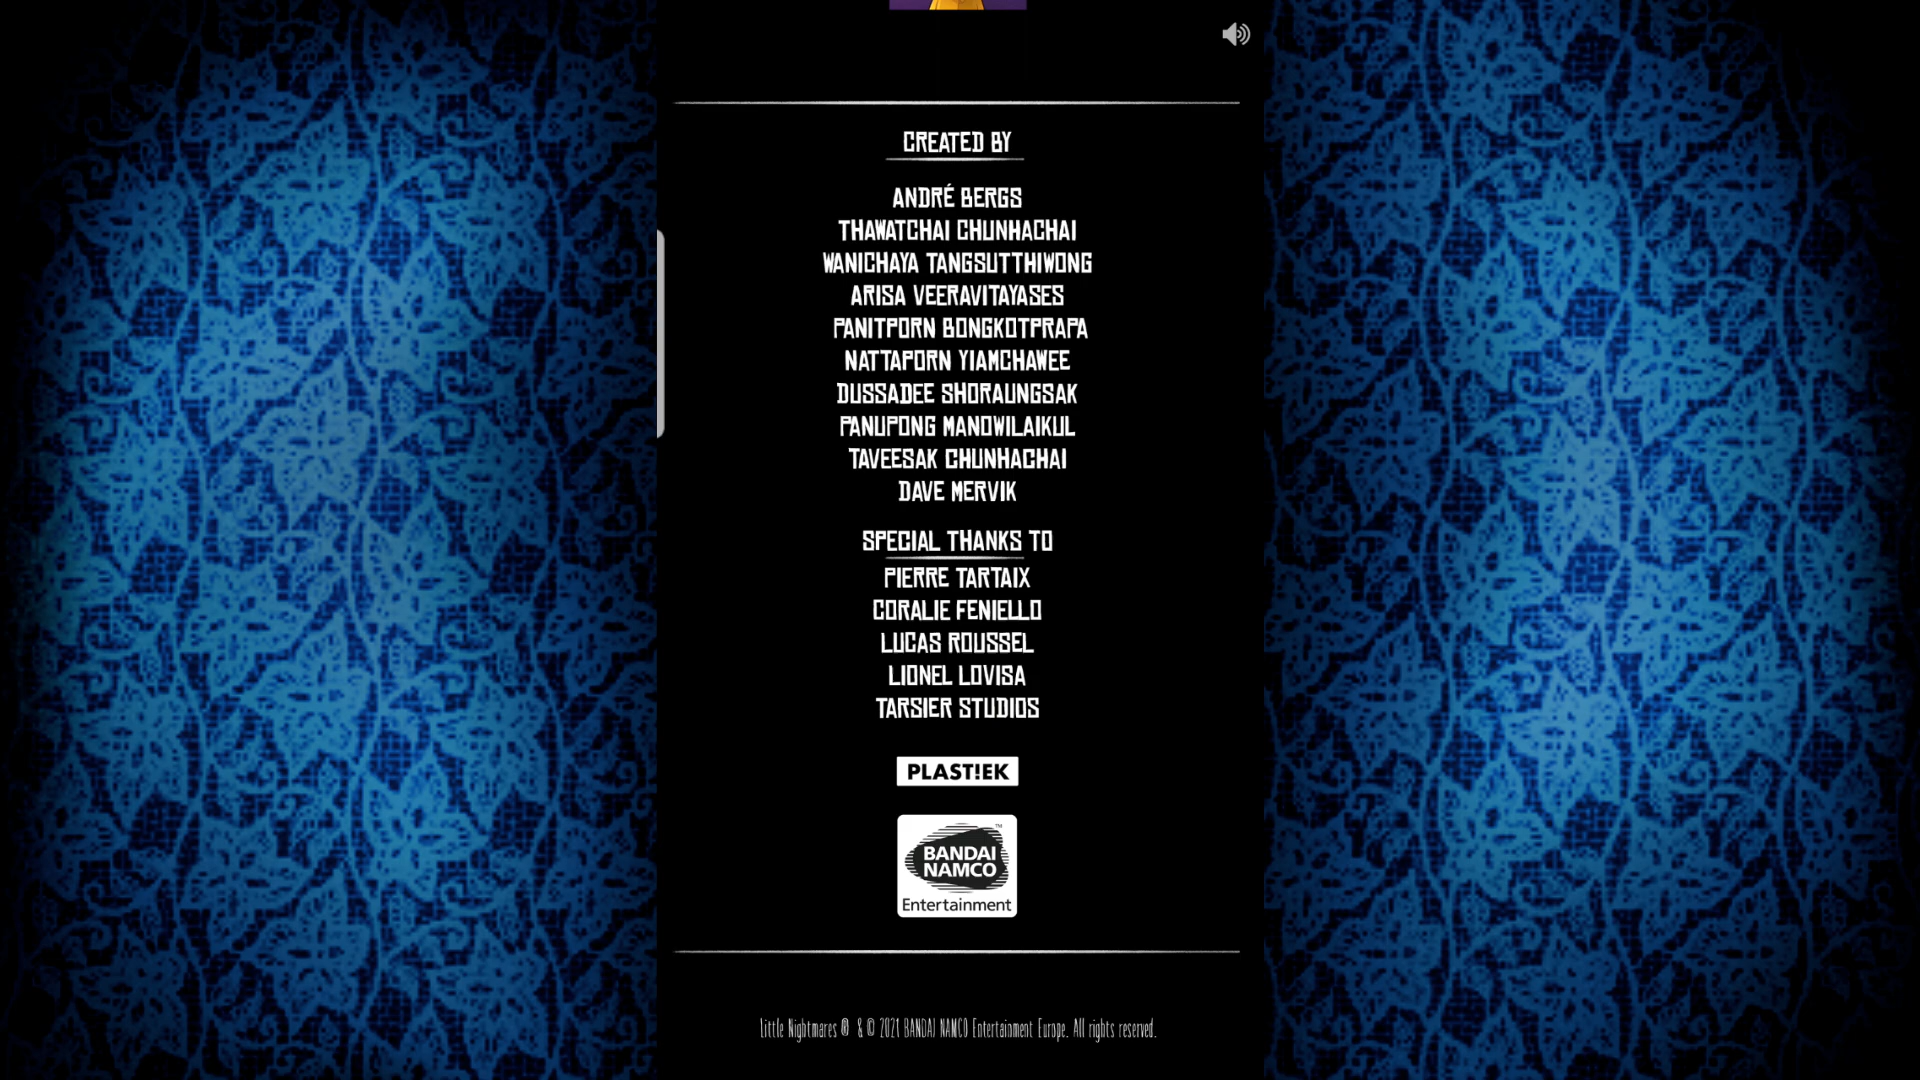 CREATED BY
ANDRÉ BERGS
THAWATCHAI CHUNHACHAI
WANICHAYA TANGSUTTHIWONG
ARISA VEERAVITAYASES
PANITPORN BONGKOTPRAPA
NATTAPORN YIAMCHAWEE
DUSSADEE SHORAUNGSAK
PANUPONG MANOWILAIKUL
TAVEESAK CHUNHACHAI
DAVE MERVIK
SPECIAL THANKS TO
PIERRE TARTAIX
CORALIE FENIELLO
LUCAS ROUSSEL
LIONEL LOVISA
TARSIER STUDIOS
PLAST!EK
BANDAI
NAMCO
™
Entertainment
Little Nightmares ® & © 2021 BANDAI NAMCO Entertainment Europe. All rights reserved.